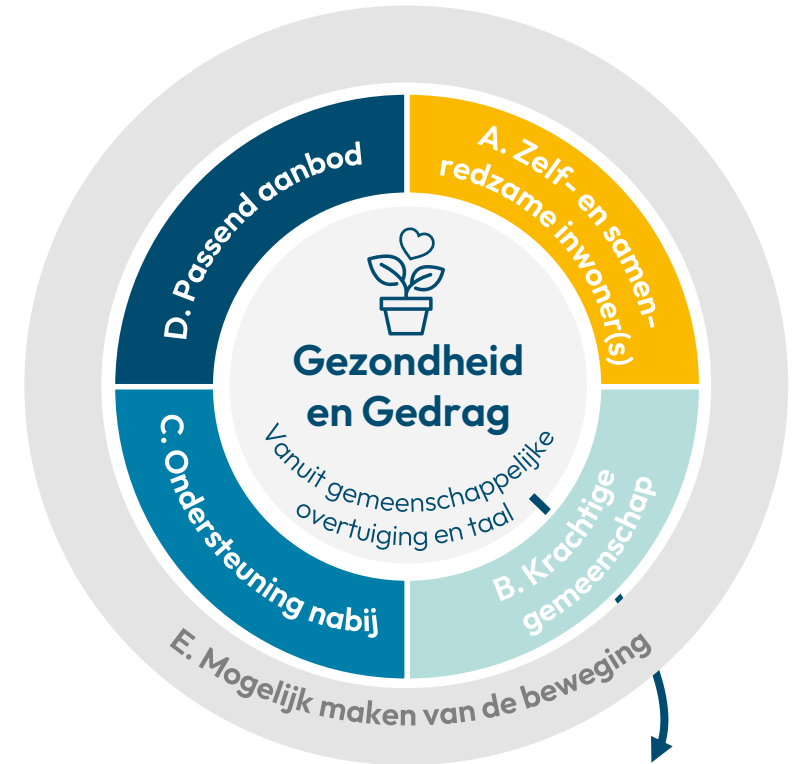 Gezondheid
en Gedrag
Vanuit gemeenschappelijke
overtuiging en taal
A. Zelf- en samen-
redzame inwoner(s)
B. Krachtige
gemeenschap
C. Ondersteuning nabij
D. Passend aanbod
E. Mogelijk maken van de beweging